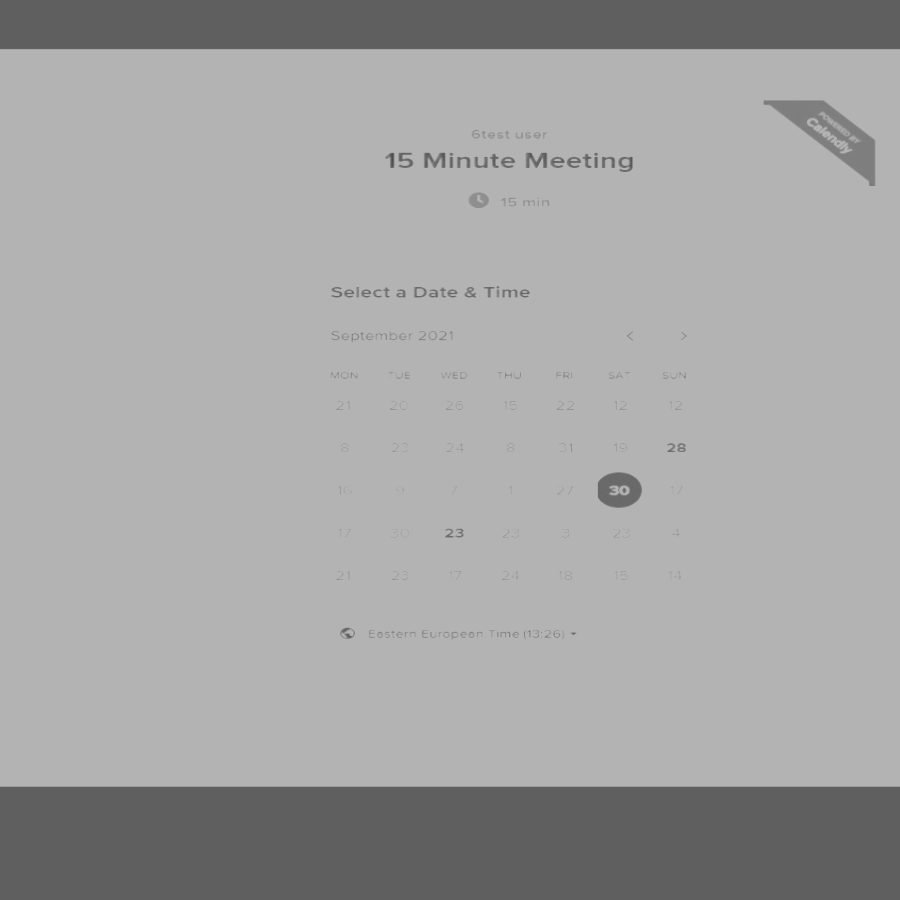 POWERED BY
Calendly
6test user
15 Minute Meeting
15 min
Select a Date & Time
September 2021
MON TUE WED THU FRI SAT SUN
21 20 26 15 22 12 12
8 23 24 8 31 19 28
16 9 7 1 27 30 17
17 30 23 23 3 23 4
21 23 17 24 18 15 14
Eastern European Time (13:26)